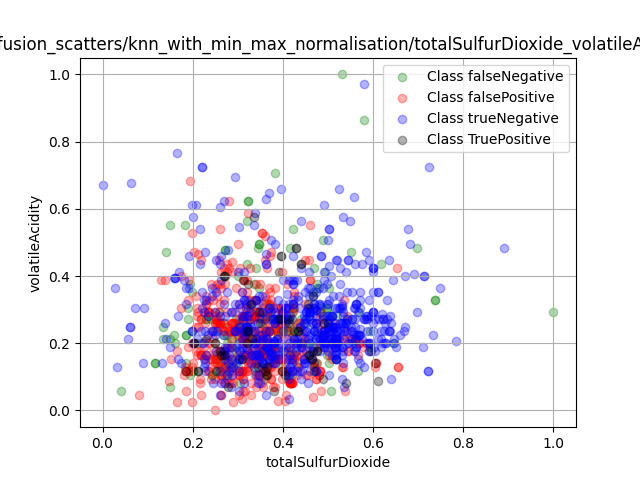 fusion_scatters/knn_with_min_max_normalisation/totalSulfurDioxide_volatileA
Class falseNegative
Class falsePositive
Class trueNegative
Class TruePositive
volatileAcidity
1.0
0.8
0.6
0.4
0.2
0.0
0.0 0.2 0.4 0.6 0.8 1.0
totalSulfurDioxide